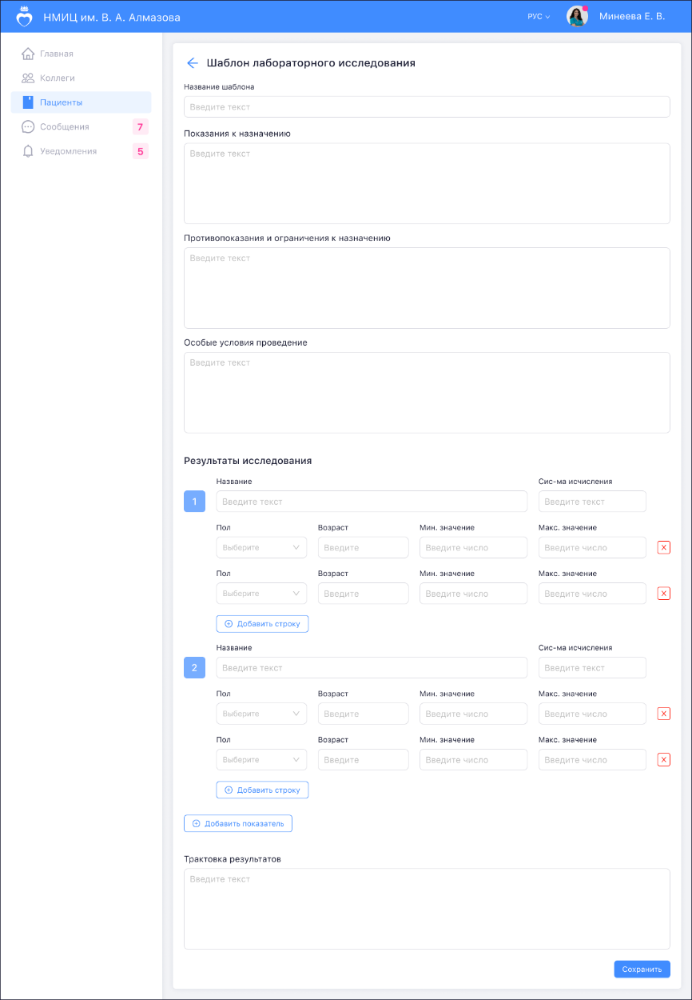 НМИЦ им. В. А. Алмазова
РУС
Минеева Е. В.
Главная
Коллеги
Пациенты
Сообщения 7
Уведомления 5
Шаблон лабораторного исследования
Название шаблона
Введите текст
Показания к назначению
Введите текст
Противопоказания и ограничения к назначению
Введите текст
Особые условия проведение
Введите текст
Результаты исследования
Название Сис-ма исчисления
1 Введите текст Введите текст
Пол Возраст Мин. значение Макс. значение
Выберите Введите Введите число Введите число X
Пол Возраст Мин. значение Макс. значение
Выберите Введите Введите число Введите число X
Добавить строку
Название Сис-ма исчисления
2 Введите текст Введите текст
Пол Возраст Мин. значение Макс. значение
Выберите Введите Введите число Введите число X
Пол Возраст Мин. значение Макс. значение
Выберите Введите Введите число Введите число X
Добавить строку
Добавить показатель
Трактовка результатов
Введите текст
Сохранить